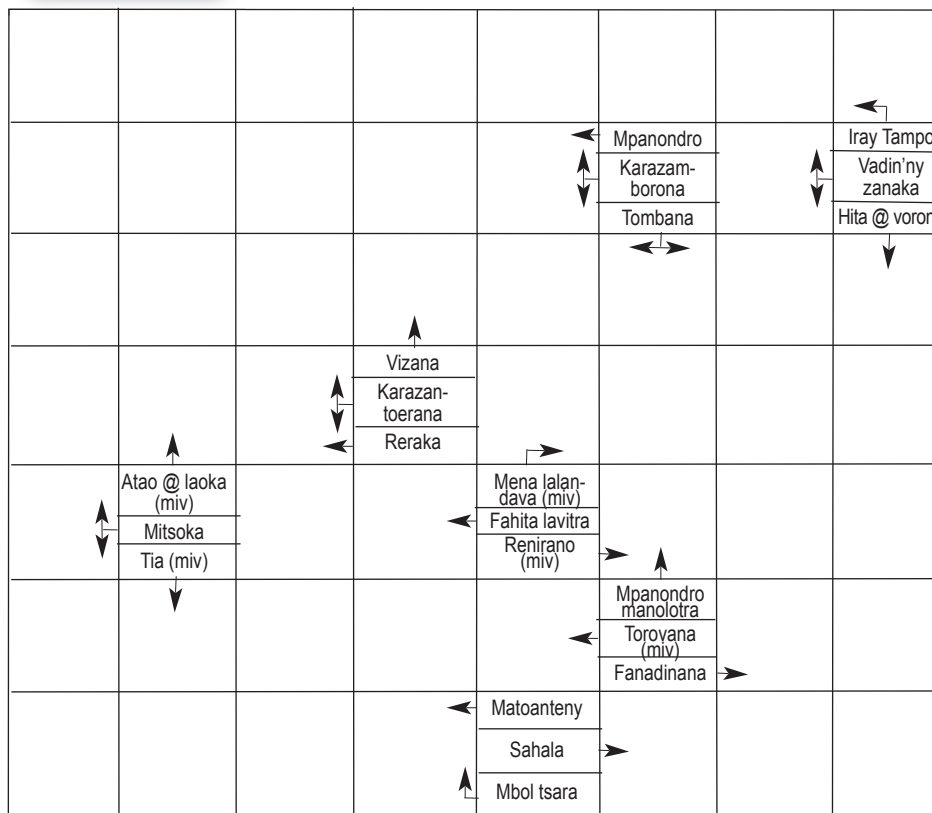 Mpanondro
Karazam-
borona
Tombana
Iray Tampo
Vadin'ny
zanaka
Hita @ voron
Vizana
Karazan-
toerana
Reraka
Atao @ laoka
(miv)
Mitsoka
Tia (miv)
Mena lalan-
dava (miv)
Fahita lavitra
Renirano
(miv)
Mpanondro
manolotra
Torovana
(miv)
Fanadinana
Matoanteny
Sahala
Mbol tsara